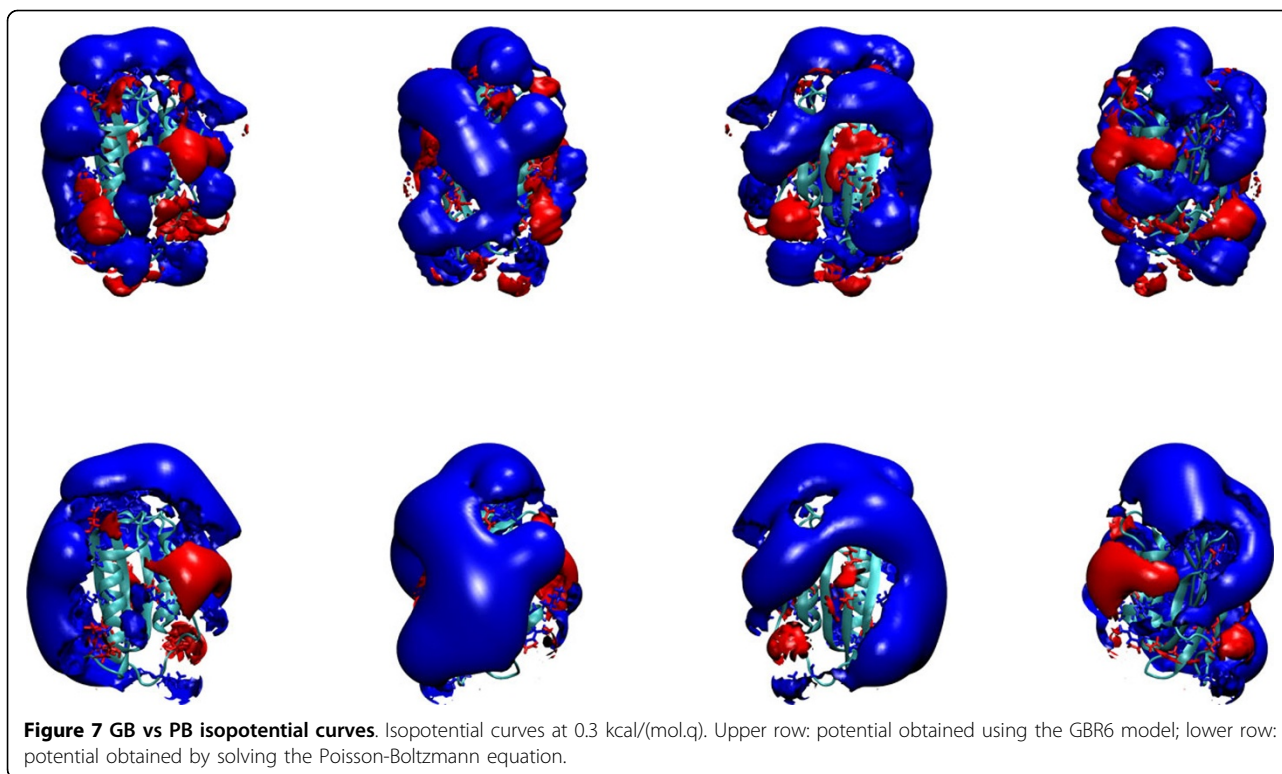 Figure 7 GB vs PB isopotential curves. Isopotential curves at 0.3 kcal/(mol.q). Upper row: potential obtained using the GBR6 model; lower row:
potential obtained by solving the Poisson-Boltzmann equation.